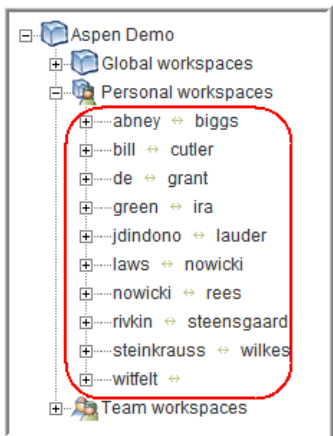 Aspen Demo
Global workspaces
Personal workspaces
abney ↔ biggs
bill ↔ cutler
de ↔ grant
green ↔ ira
jdindono ↔ lauder
laws ↔ nowicki
nowicki ↔ rees
rivkin ↔ steensgaard
steinkrauss ↔ wilkes
witfelt ↔
Team workspaces